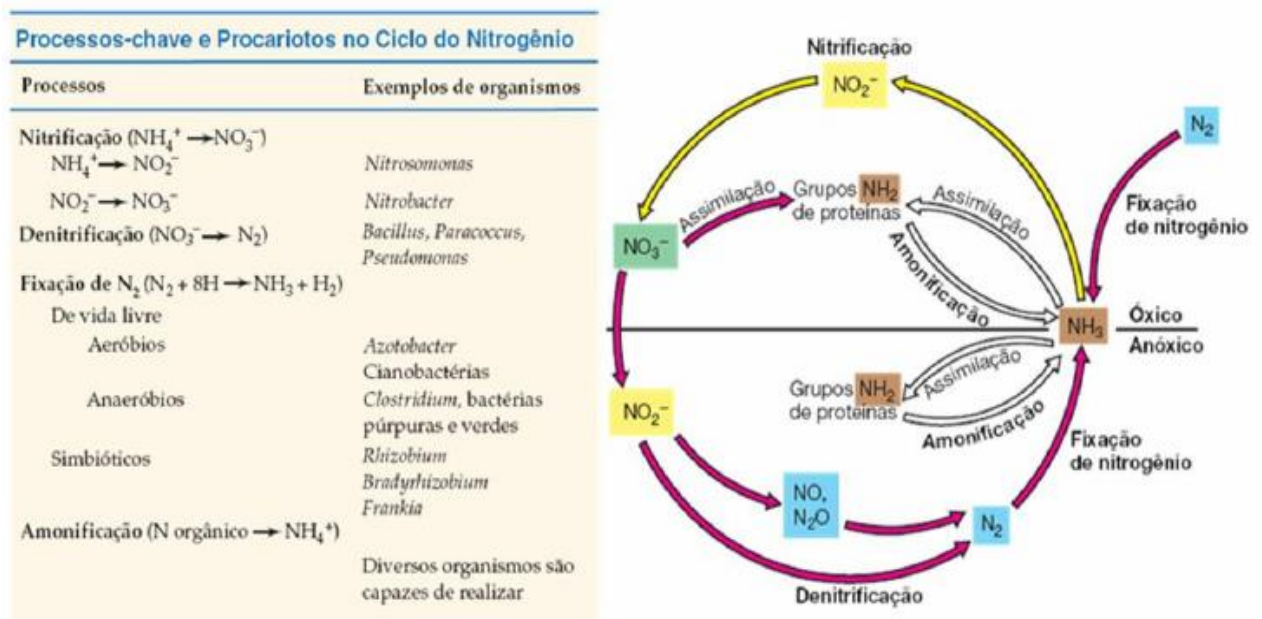 Processos-chave e Procariotos no Ciclo do Nitrogênio
Processos Exemplos de organismos
Nitrificação (NH₄⁺ →NO₃⁻)
NH₄⁺→ NO₂⁻ Nitrosomonas
NO₂⁻→ NO₃⁻ Nitrobacter
Denitrificação (NO₃⁻→ N₂) Bacillus, Paracoccus,
Pseudomonas
Fixação de N₂ (N₂ + 8H →NH₃ + H₂)
De vida livre
Aeróbios Azotobacter
Cianobactérias
Anaeróbios Clostridium, bactérias
púrpuras e verdes
Simbióticos Rhizobium
Bradyrhizobium
Frankia
Amonificação (N orgânico → NH₄⁺)
Diversos organismos são
capazes de realizar
Nitrificação
NO₂⁻
N₂
Assimilação
Grupos NH₂
de proteínas
Assimilação
Fixação
de nitrogênio
NO₃⁻
Amonificação
NH₃
Óxico
Anóxico
Grupos NH₂
de proteínas
Assimilação
Amonificação
NO₂⁻
Fixação
de nitrogênio
NO,
N₂O
N₂
Denitrificação